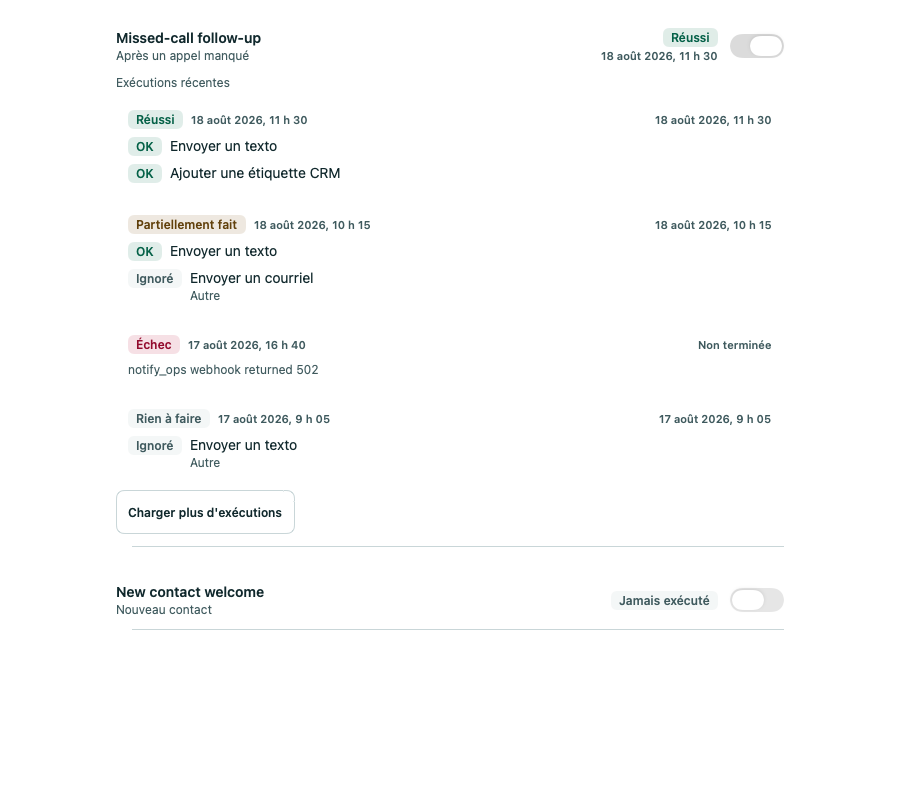 Missed-call follow-up
Réussi
Après un appel manqué
18 août 2026, 11 h 30
Exécutions récentes
Réussi 18 août 2026, 11 h 30 18 août 2026, 11 h 30
OK Envoyer un texto
OK Ajouter une étiquette CRM
Partiellement fait 18 août 2026, 10 h 15 18 août 2026, 10 h 15
OK Envoyer un texto
Ignoré Envoyer un courriel
Autre
Échec 17 août 2026, 16 h 40 Non terminée
notify_ops webhook returned 502
Rien à faire 17 août 2026, 9 h 05 17 août 2026, 9 h 05
Ignoré Envoyer un texto
Autre
Charger plus d'exécutions
New contact welcome
Nouveau contact
Jamais exécuté